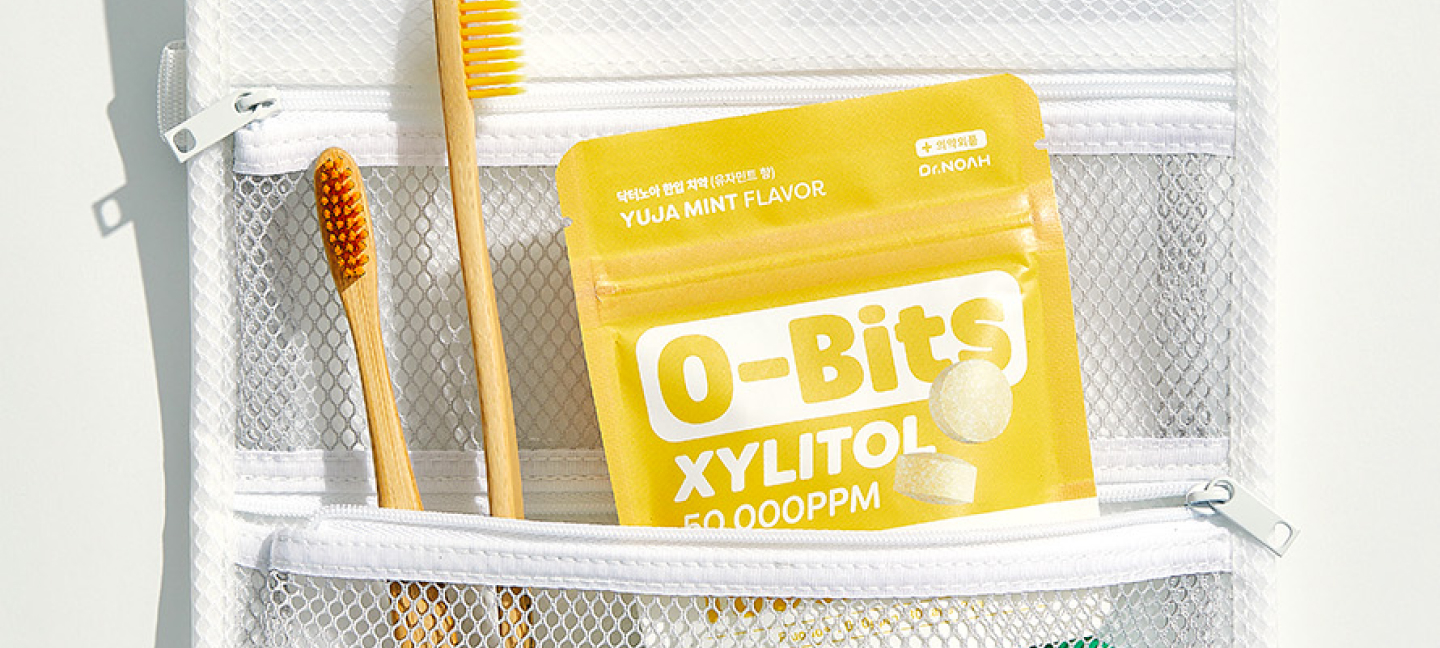 닥터노아 환입 치약 (유자민트 향)
YUJA MINT FLAVOR
+ 의약외품
Dr.NOAH
O-Bits
XYLITOL
50,000PPM